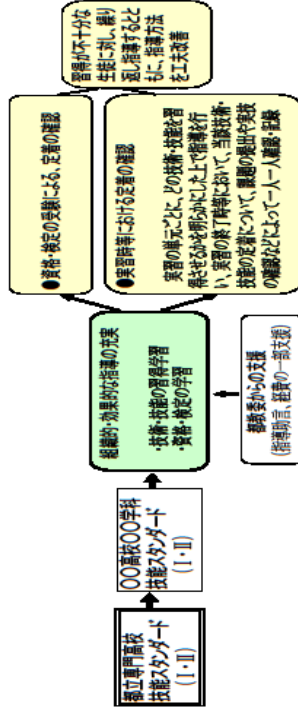 都立専門高校
技能スタンダード
(Ⅰ・Ⅱ)
〇〇高校〇〇学科
技能スタンダード
(Ⅰ・Ⅱ)
組織的・効果的な指導の充実
・技術・技能の習得学習
・資格・検定の学習
都教委からの支援
(指導助言、経費の一部支援)
●資格・検定の受験による、定着の確認
●実習時等における定着の確認
実習の単元ごとに、どの技術・技能を習
得させるかを明らかにした上で指導を行
い、実習の終了時等において、当該技術・
技能の定着について、課題の提出や実技
の確認などによって一人一人確認・記録
習得が不十分な
生徒に対し、繰り
返し指導するとと
もに、指導方法
を工夫改善